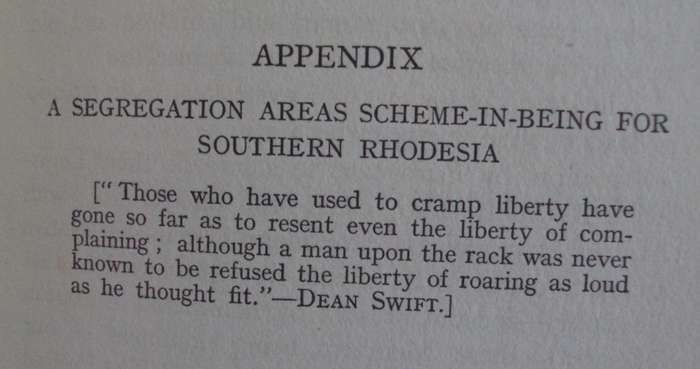 APPENDIX
A SEGREGATION AREAS SCHEME-IN-BEING FOR
SOUTHERN RHODESIA
["Those who have used to cramp liberty have
gone so far as to resent even the liberty of com-
plaining; although a man upon the rack was never
known to be refused the liberty of roaring as loud
as he thought fit."—DEAN SWIFT.]